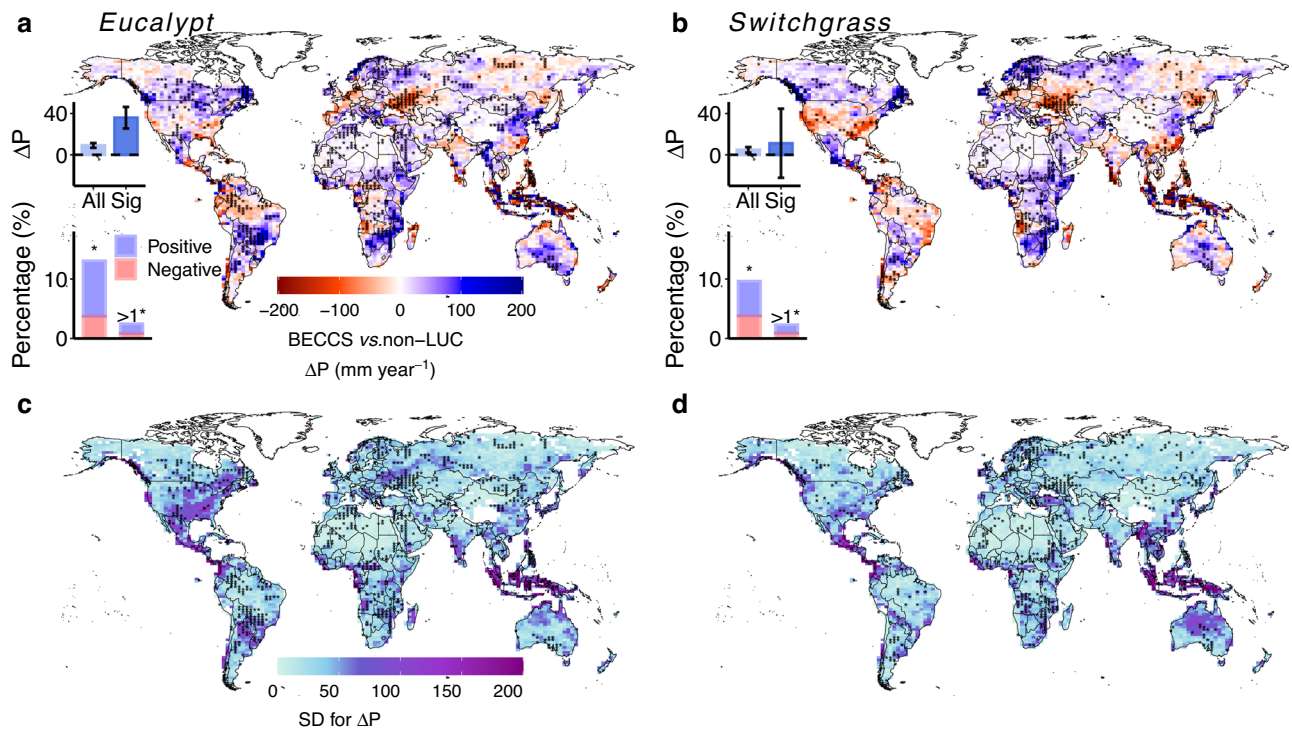 a Eucalypt
b Switchgrass
40
0
ΔP
All Sig
10
0
Percentage (%)
*
>1*
Positive
Negative
−200 −100 0 100 200
BECCS vs.non−LUC
ΔP (mm year−1)
40
0
ΔP
All Sig
10
0
Percentage (%)
*
>1*
c
d
0 50 100 150 200
SD for ΔP